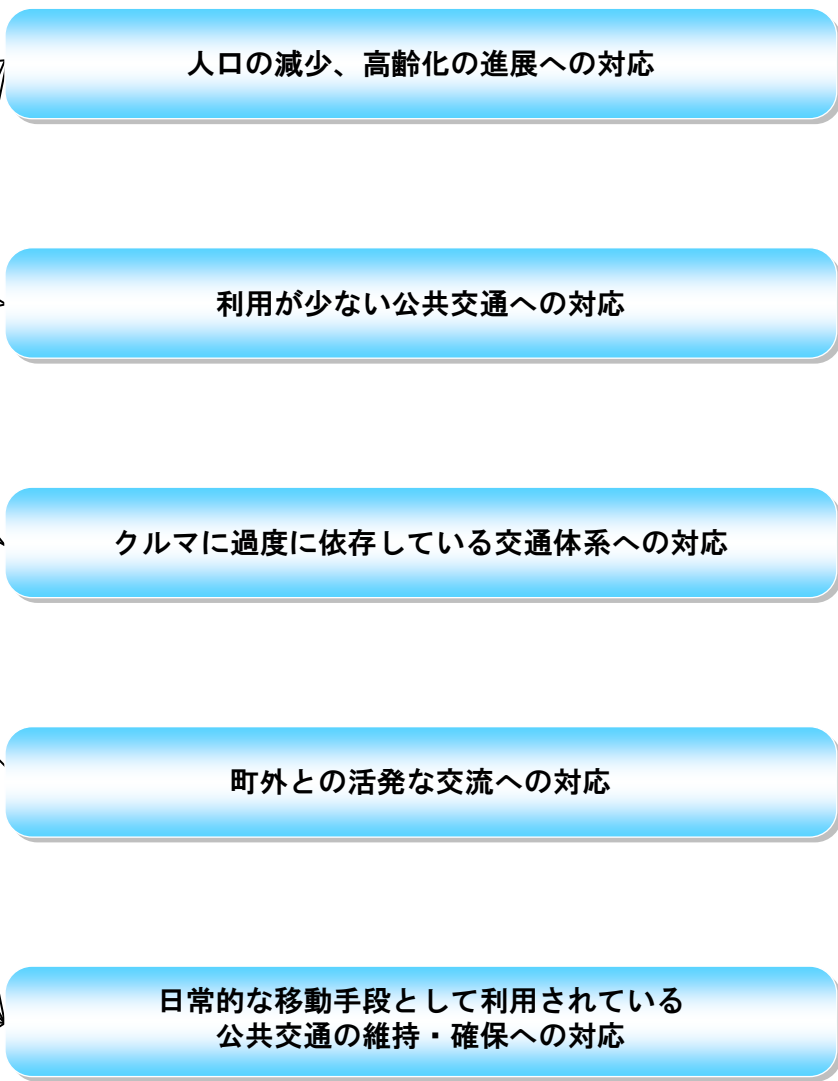 人口の減少、高齢化の進展への対応
利用が少ない公共交通への対応
クルマに過度に依存している交通体系への対応
町外との活発な交流への対応
日常的な移動手段として利用されている
公共交通の維持・確保への対応